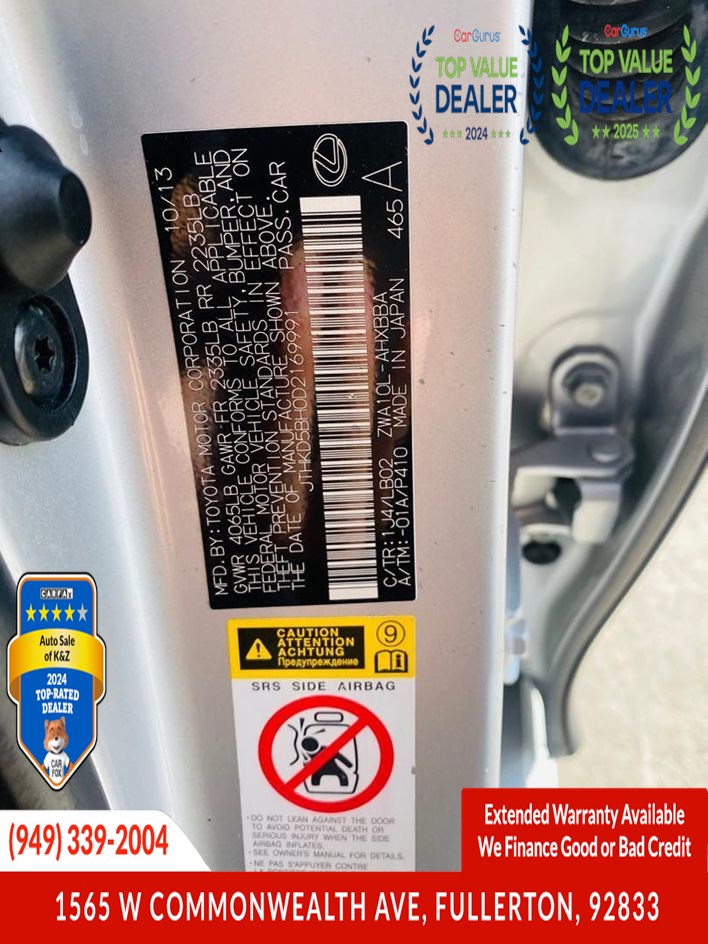 CarGurus
TOP VALUE
DEALER
2024
CarGurus
TOP VALUE
DEALER
★★ 2025 ★★
MFD. BY: TOYOTA MOTOR CORPORATION 10/13
GVWR 4065LB GAWR FR 2335LB RR 2235LB
THIS VEHICLE CONFORMS TO ALL APPLICABLE
FEDERAL MOTOR VEHICLE SAFETY, BUMPER, AND
THEFT PREVENTION STANDARDS IN EFFECT ON
THE DATE OF MANUFACTURE SHOWN ABOVE.
JTHKD5BH0D2169991 PASS. CAR
C/TR: 1J4/LB02 ZWA10L-AHXBBA
A/TM: -01A/P410 MADE IN JAPAN 465 A
CAUTION
ATTENTION
ACHTUNG
Предупреждение
9
SRS SIDE AIRBAG
· DO NOT LEAN AGAINST THE DOOR
TO AVOID POTENTIAL DEATH OR
SERIOUS INJURY WHEN THE SIDE
AIRBAG INFLATES.
· SEE OWNER'S MANUAL FOR DETAILS.
· NE PAS S'APPUYER CONTRE
CARFAX
Auto Sale
of K&Z
2024
TOP-RATED
DEALER
CAR
FOX
(949) 339-2004
Extended Warranty Available
We Finance Good or Bad Credit
1565 W COMMONWEALTH AVE, FULLERTON, 92833